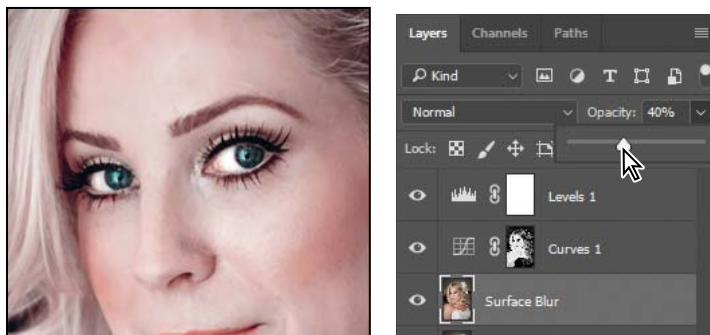 Layers Channels Paths
Kind T
Normal Opacity: 40%
Lock:
Levels 1
Curves 1
Surface Blur